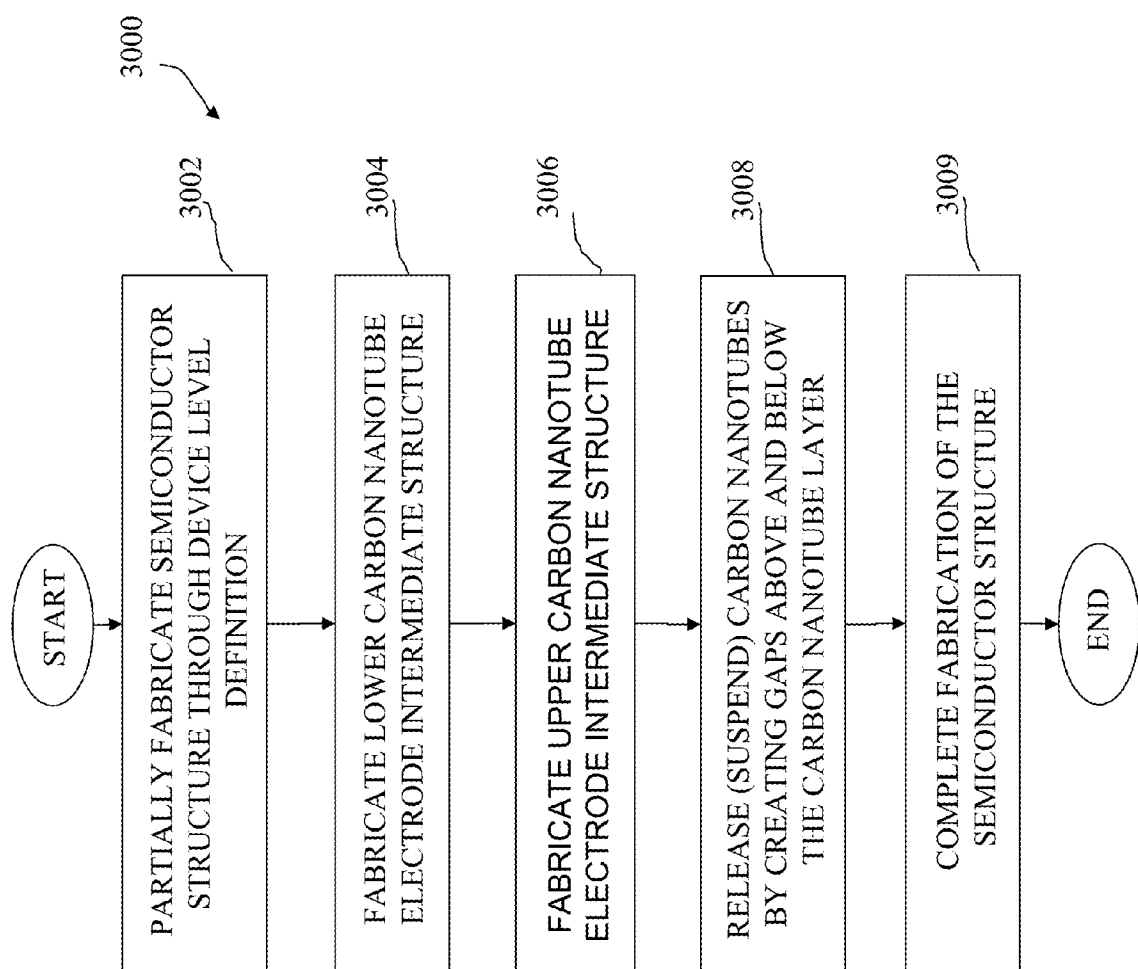 3000
START
PARTIALLY FABRICATE SEMICONDUCTOR
STRUCTURE THROUGH DEVICE LEVEL
DEFINITION
3002
FABRICATE LOWER CARBON NANOTUBE
ELECTRODE INTERMEDIATE STRUCTURE
3004
FABRICATE UPPER CARBON NANOTUBE
ELECTRODE INTERMEDIATE STRUCTURE
3006
RELEASE (SUSPEND) CARBON NANOTUBES
BY CREATING GAPS ABOVE AND BELOW
THE CARBON NANOTUBE LAYER
3008
COMPLETE FABRICATION OF THE
SEMICONDUCTOR STRUCTURE
3009
END